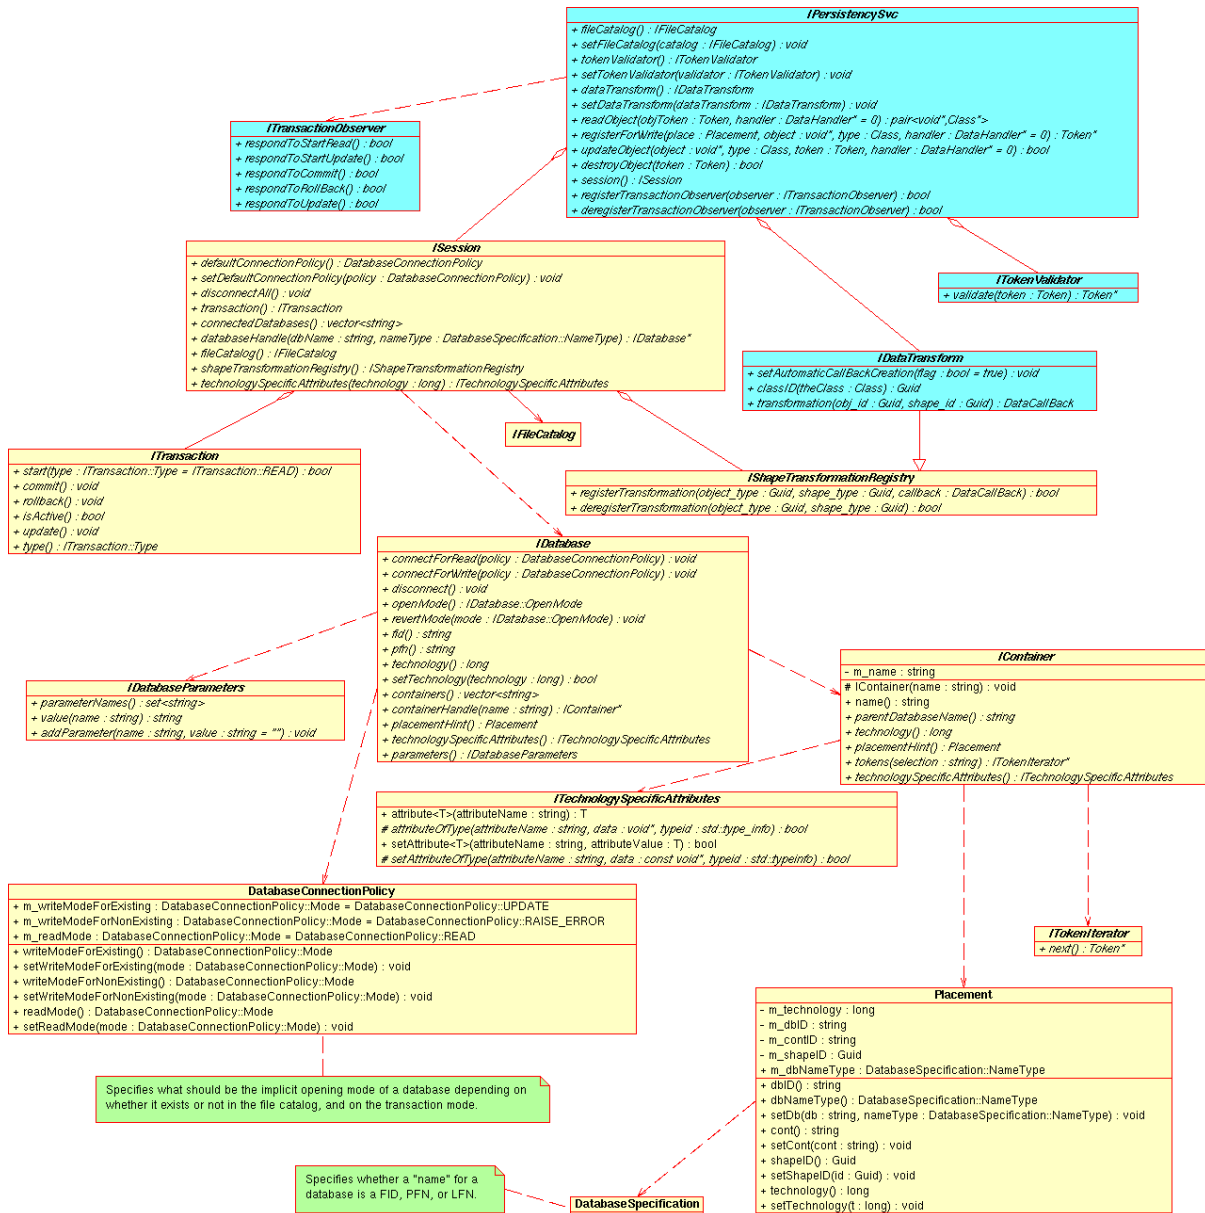 IPersistencySvc
+ fileCatalog() : IFileCatalog
+ setFileCatalog(catalog : IFileCatalog) : void
+ tokenValidator() : ITokenValidator
+ setTokenValidator(validator : ITokenValidator) : void
+ dataTransform() : IDataTransform
+ setDataTransform(dataTransform : IDataTransform) : void
+ readObject(objToken : Token, handler : DataHandler* = 0) : pair<void*,Class*>
+ registerForWrite(place : Placement, object : void*, type : Class, handler : DataHandler* = 0) : Token*
+ updateObject(object : void*, type : Class, token : Token, handler : DataHandler* = 0) : bool
+ destroyObject(token : Token) : bool
+ session() : ISession
+ registerTransactionObserver(observer : ITransactionObserver) : bool
+ deregisterTransactionObserver(observer : ITransactionObserver) : bool
ITransactionObserver
+ respondToStartRead() : bool
+ respondToStartUpdate() : bool
+ respondToCommit() : bool
+ respondToRollBack() : bool
+ respondToUpdate() : bool
ISession
+ defaultConnectionPolicy() : DatabaseConnectionPolicy
+ setDefaultConnectionPolicy(policy : DatabaseConnectionPolicy) : void
+ disconnectAll() : void
+ transaction() : ITransaction
+ connectedDatabases() : vector<string>
+ databaseHandle(dbName : string, nameType : DatabaseSpecification::NameType) : IDatabase*
+ fileCatalog() : IFileCatalog
+ shapeTransformationRegistry() : IShapeTransformationRegistry
+ technologySpecificAttributes(technology : long) : ITechnologySpecificAttributes
ITokenValidator
+ validate(token : Token) : Token*
IDataTransform
+ setAutomaticCallBackCreation(flag : bool = true) : void
+ classID(theClass : Class) : Guid
+ transformation(obj_id : Guid, shape_id : Guid) : DataCallBack
IFileCatalog
ITransaction
+ start(type : ITransaction::Type = ITransaction::READ) : bool
+ commit() : void
+ rollback() : void
+ isActive() : bool
+ update() : void
+ type() : ITransaction::Type
IShapeTransformationRegistry
+ registerTransformation(object_type : Guid, shape_type : Guid, callback : DataCallBack) : bool
+ deregisterTransformation(object_type : Guid, shape_type : Guid) : bool
IDatabase
+ connectForRead(policy : DatabaseConnectionPolicy) : void
+ connectForWrite(policy : DatabaseConnectionPolicy) : void
+ disconnect() : void
+ openMode() : IDatabase::OpenMode
+ revertMode(mode : IDatabase::OpenMode) : void
+ fid() : string
+ pfn() : string
+ technology() : long
+ setTechnology(technology : long) : bool
+ containers() : vector<string>
+ containerHandle(name : string) : IContainer*
+ placementHint() : Placement
+ technologySpecificAttributes() : ITechnologySpecificAttributes
+ parameters() : IDatabaseParameters
IDatabaseParameters
+ parameterNames() : set<string>
+ value(name : string) : string
+ addParameter(name : string, value : string = "") : void
IContainer
- m_name : string
# IContainer(name : string) : void
+ name() : string
+ parentDatabaseName() : string
+ technology() : long
+ placementHint() : Placement
+ tokens(selection : string) : ITokenIterator*
+ technologySpecificAttributes() : ITechnologySpecificAttributes
ITechnologySpecificAttributes
+ attribute<T>(attributeName : string) : T
# attributeOfType(attributeName : string, data : void*, typeid : std::type_info) : bool
+ setAttribute<T>(attributeName : string, attributeValue : T) : bool
# setAttributeOfType(attributeName : string, data : const void*, typeid : std::typeinfo) : bool
DatabaseConnectionPolicy
+ m_writeModeForExisting : DatabaseConnectionPolicy::Mode = DatabaseConnectionPolicy::UPDATE
+ m_writeModeForNonExisting : DatabaseConnectionPolicy::Mode = DatabaseConnectionPolicy::RAISE_ERROR
+ m_readMode : DatabaseConnectionPolicy::Mode = DatabaseConnectionPolicy::READ
+ writeModeForExisting() : DatabaseConnectionPolicy::Mode
+ setWriteModeForExisting(mode : DatabaseConnectionPolicy::Mode) : void
+ writeModeForNonExisting() : DatabaseConnectionPolicy::Mode
+ setWriteModeForNonExisting(mode : DatabaseConnectionPolicy::Mode) : void
+ readMode() : DatabaseConnectionPolicy::Mode
+ setReadMode(mode : DatabaseConnectionPolicy::Mode) : void
ITokenIterator
+ next() : Token*
Placement
- m_technology : long
- m_dbID : string
- m_contID : string
- m_shapeID : Guid
+ m_dbNameType : DatabaseSpecification::NameType
+ dbID() : string
+ dbNameType() : DatabaseSpecification::NameType
+ setDb(db : string, nameType : DatabaseSpecification::NameType) : void
+ cont() : string
+ setCont(cont : string) : void
+ shapeID() : Guid
+ setShapeID(id : Guid) : void
+ technology() : long
+ setTechnology(t : long) : void
Specifies what should be the implicit opening mode of a database depending on
whether it exists or not in the file catalog, and on the transaction mode.
Specifies whether a "name" for a
database is a FID, PFN, or LFN.
DatabaseSpecification